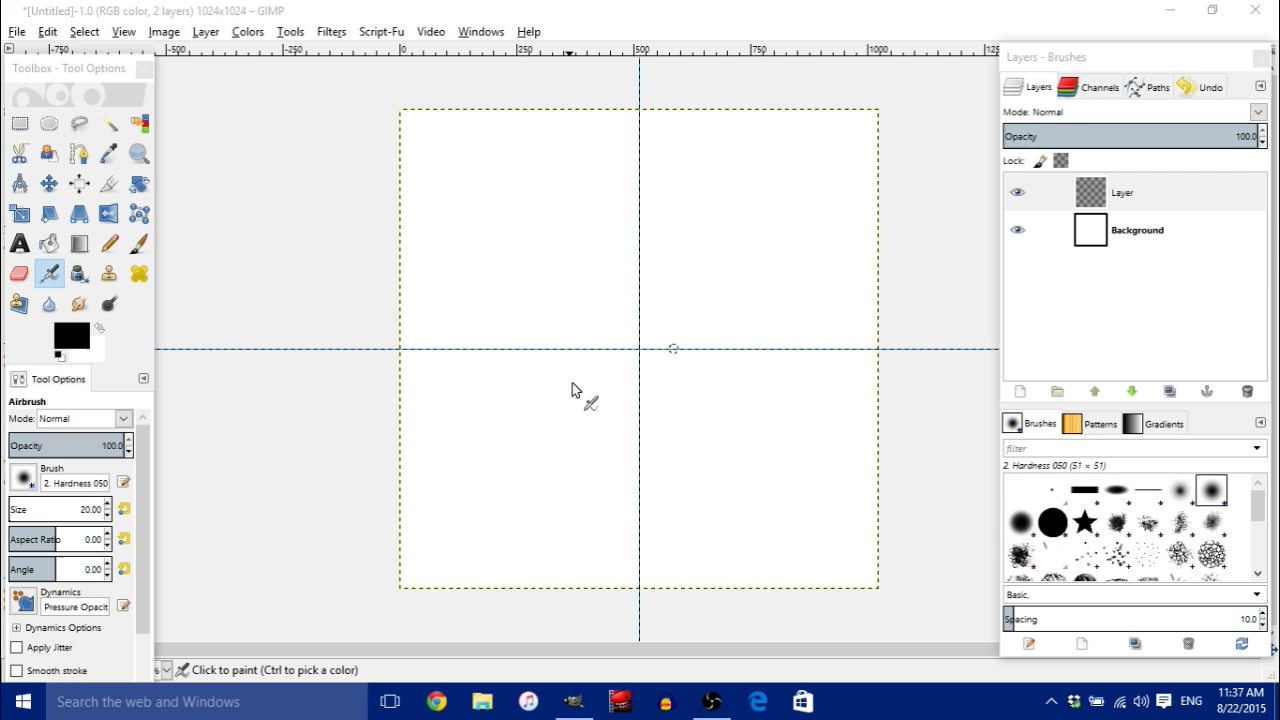 *[Untitled]-1.0 (RGB color, 2 layers) 1024x1024 – GIMP
File Edit Select View Image Layer Colors Tools Filters Script-Fu Video Windows Help
-750 -500 -250 0 250 500 750 1000 125
Toolbox - Tool Options
Layers - Brushes
Layers Channels Paths Undo
Mode: Normal
Opacity 100.0
Lock:
Layer
Background
Tool Options
Airbrush
Mode: Normal
Opacity 100.0
Brush
2. Hardness 050
Size 20.00
Aspect Ratio 0.00
Angle 0.00
Dynamics
Pressure Opacit
Dynamics Options
Apply Jitter
Smooth stroke
Brushes Patterns Gradients
filter
2. Hardness 050 (51 × 51)
Basic,
Spacing 10.0
% Click to paint (Ctrl to pick a color)
Search the web and Windows
ENG
11:37 AM
8/22/2015